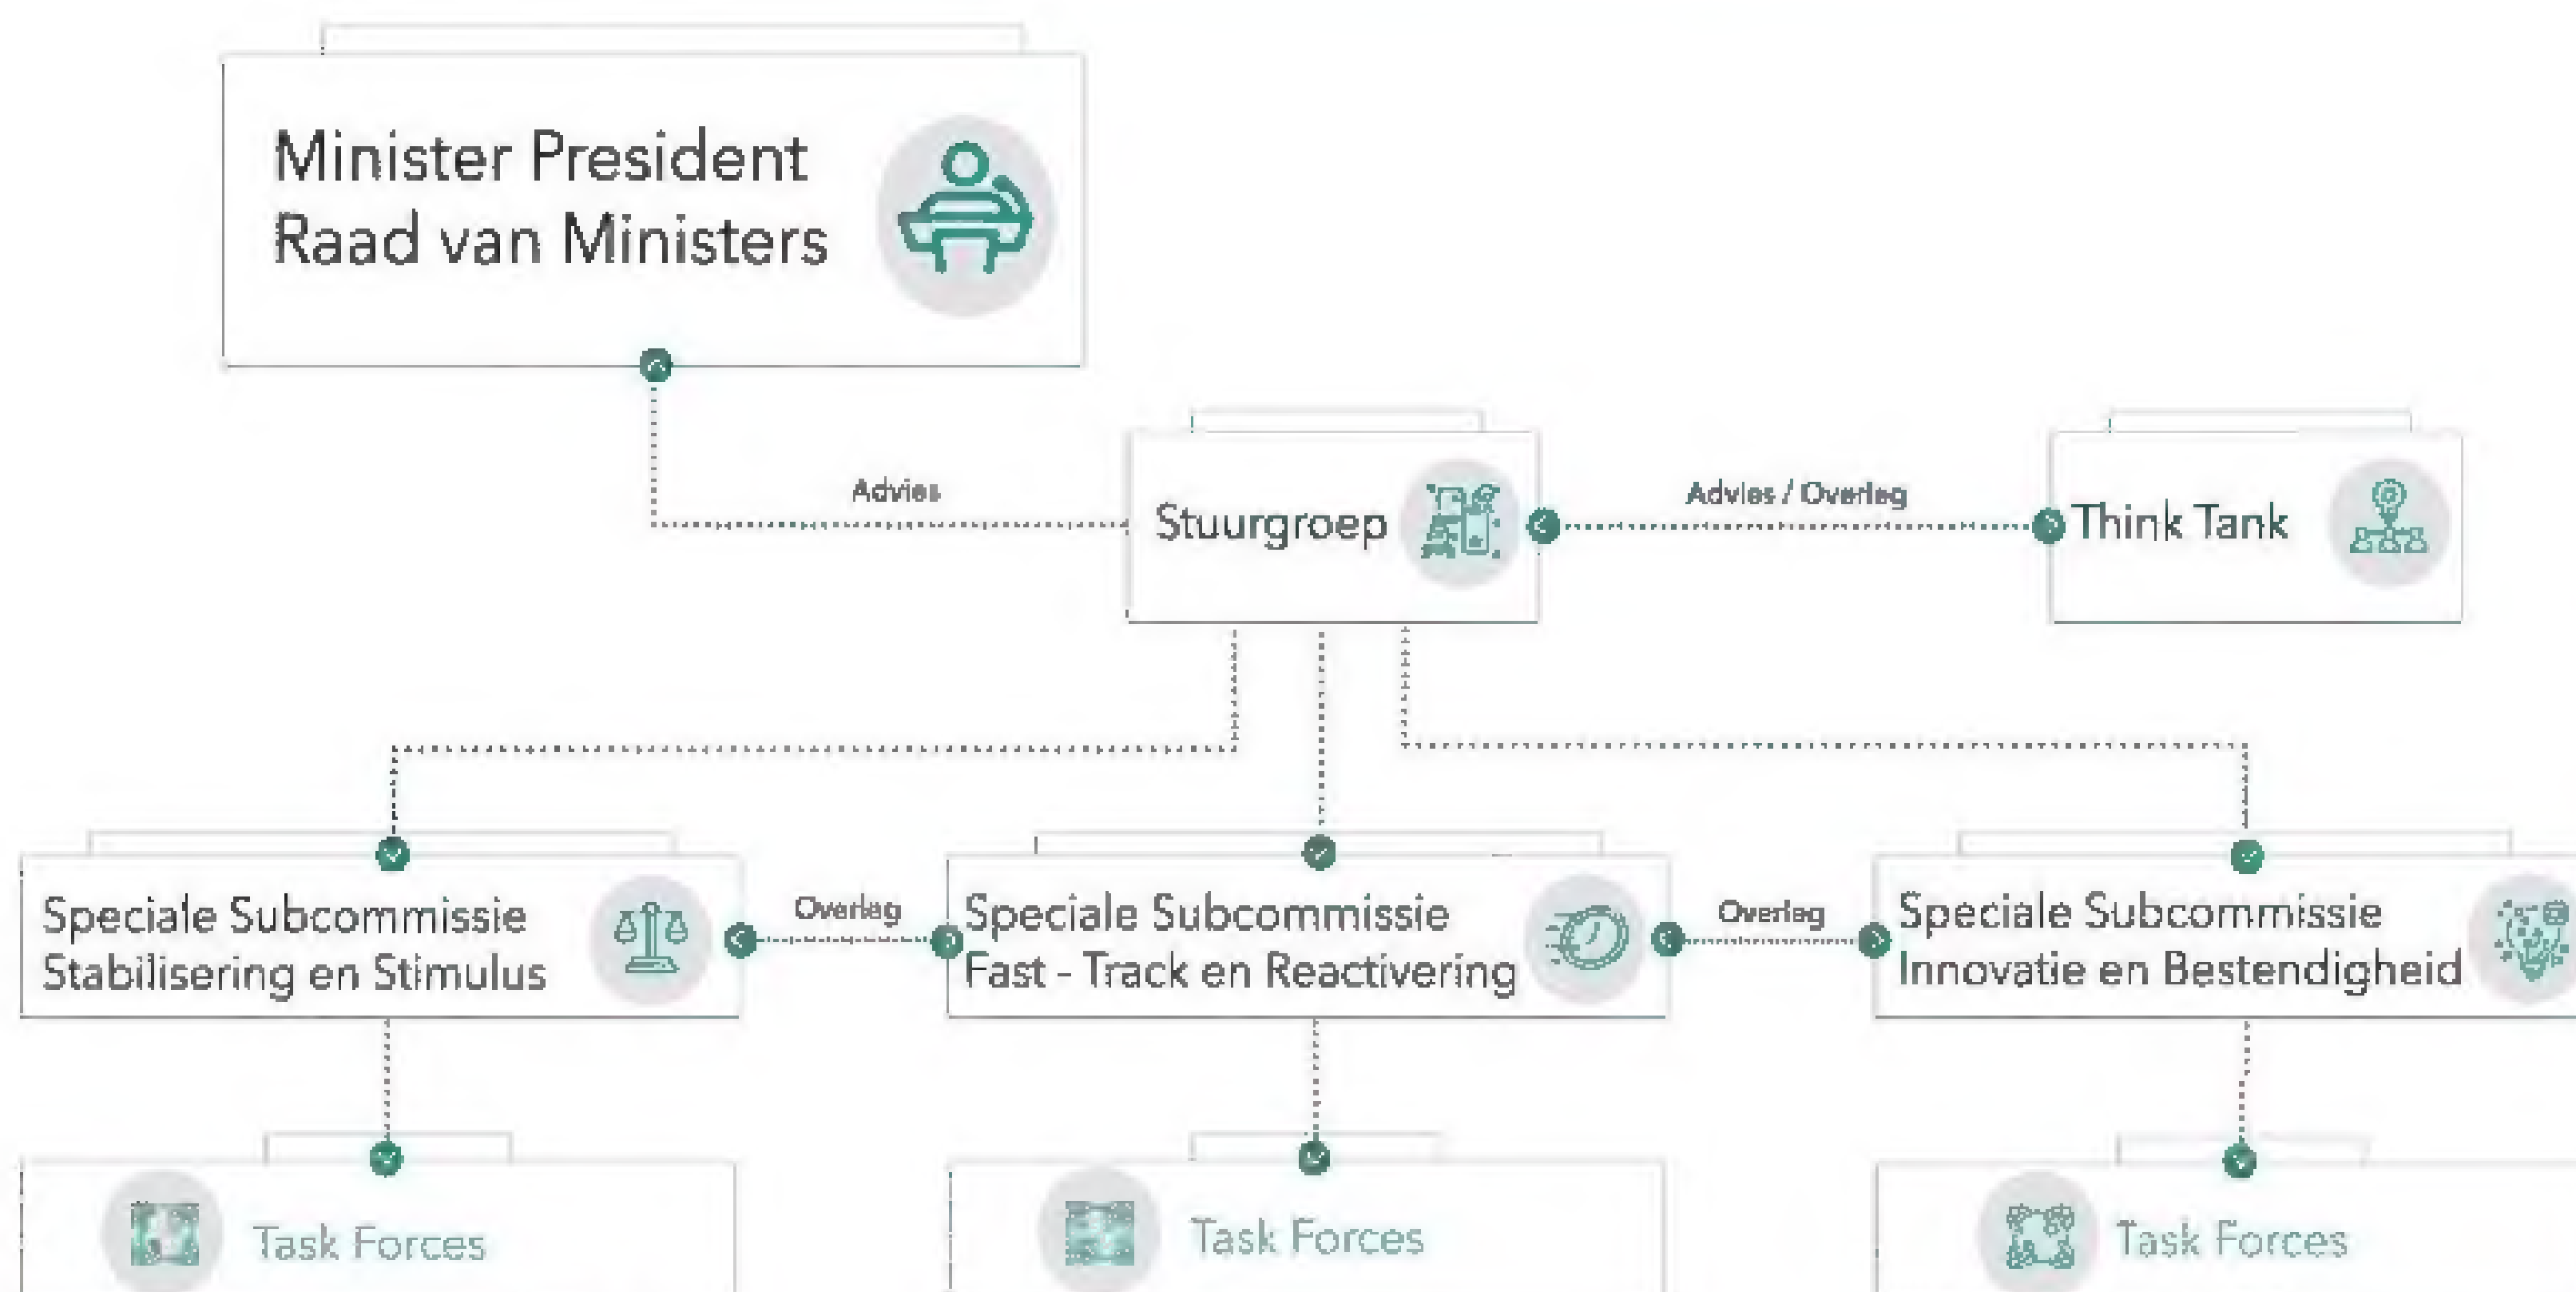 Minister President
Raad van Ministers
Advies
Stuurgroep
Advies / Overleg
Think Tank
Speciale Subcommissie
Stabilisering en Stimulus
Overleg
Speciale Subcommissie
Fast - Track en Reactivering
Overleg
Speciale Subcommissie
Innovatie en Bestendigheid
Task Forces
Task Forces
Task Forces